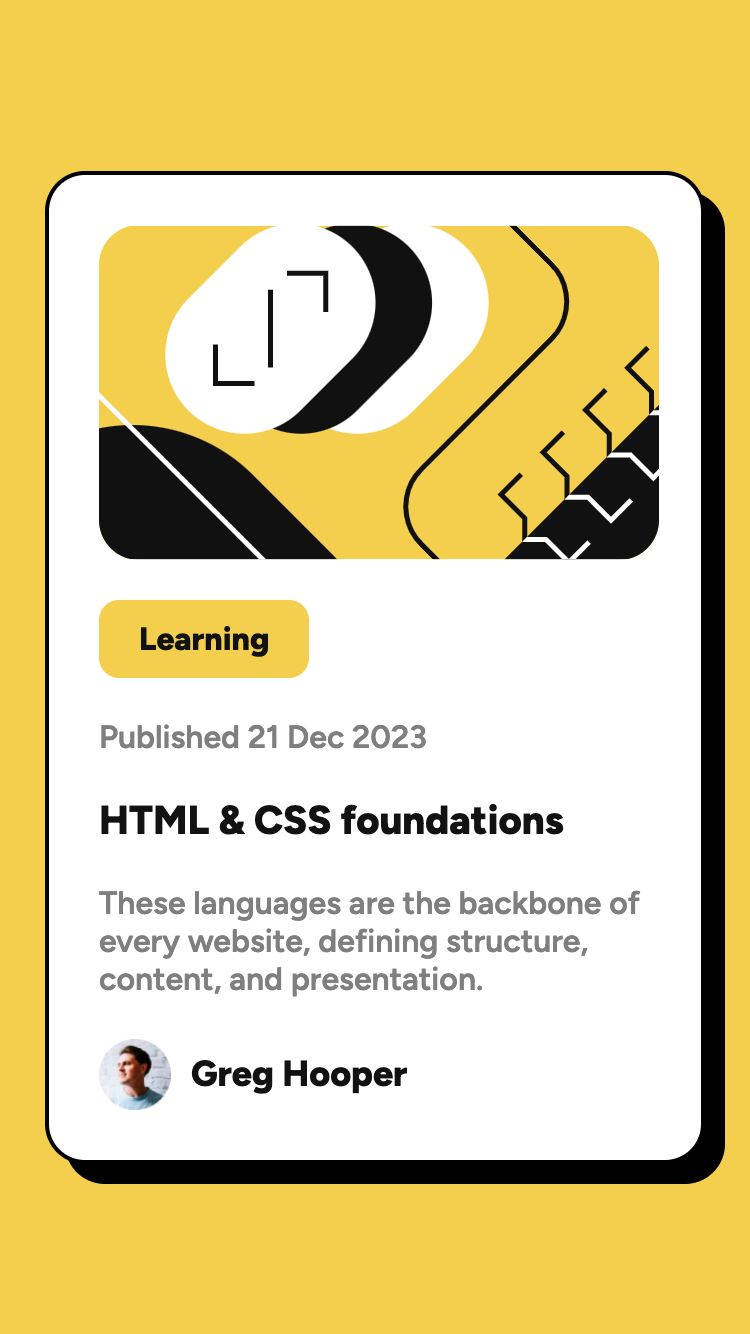 Learning
Published 21 Dec 2023
HTML & CSS foundations
These languages are the backbone of
every website, defining structure,
content, and presentation.
Greg Hooper